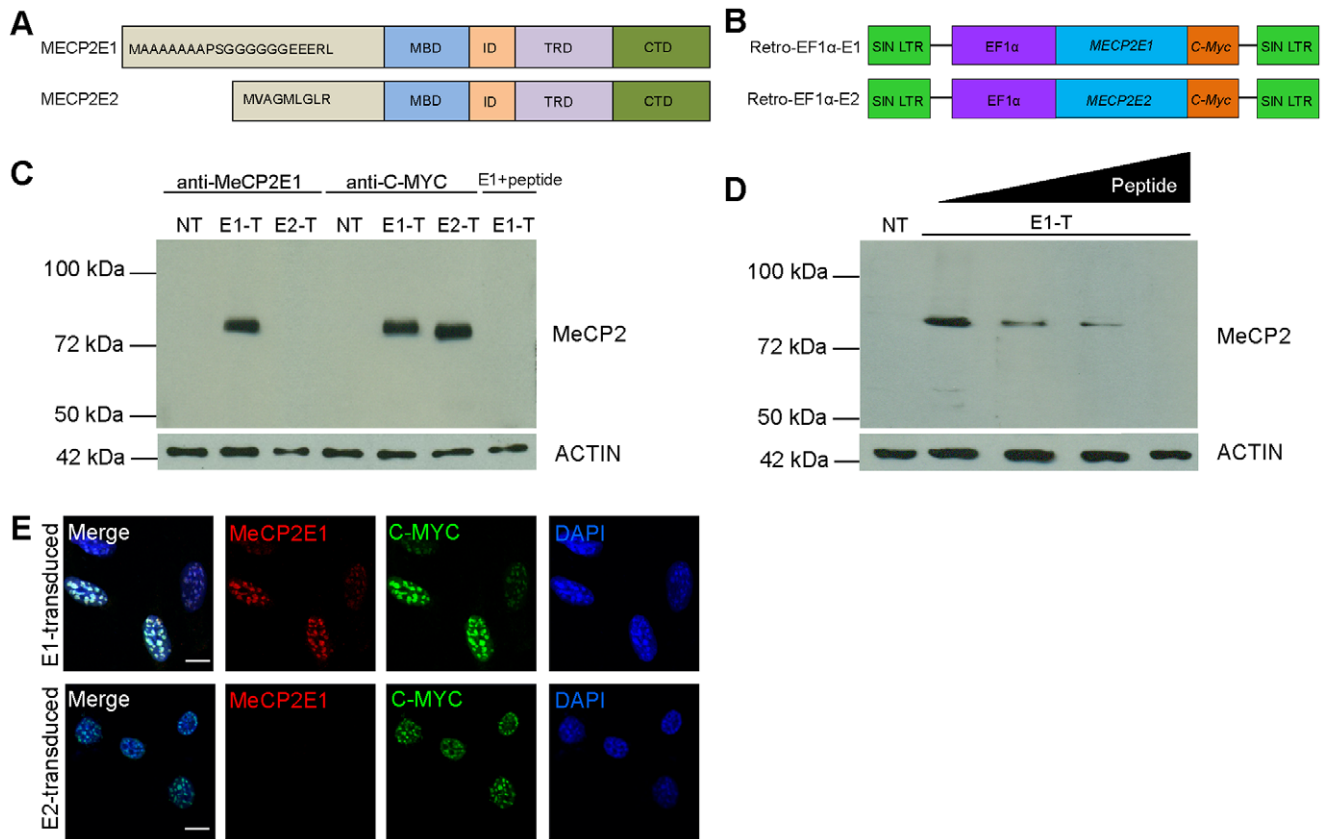 A
MECP2E1 MAAAAAAAPSGGGGGGEEERL MBD ID TRD CTD
MECP2E2 MVAGMLGLR MBD ID TRD CTD
B
Retro-EF1α-E1 SIN LTR EF1α MECP2E1 C-Myc SIN LTR
Retro-EF1α-E2 SIN LTR EF1α MECP2E2 C-Myc SIN LTR
C
anti-MeCP2E1 anti-C-MYC E1+peptide
NT E1-T E2-T NT E1-T E2-T E1-T
100 kDa
72 kDa
50 kDa
42 kDa
MeCP2
ACTIN
D
Peptide
NT E1-T
100 kDa
72 kDa
50 kDa
42 kDa
MeCP2
ACTIN
E
E1-transduced
Merge MeCP2E1 C-MYC DAPI
E2-transduced
Merge MeCP2E1 C-MYC DAPI